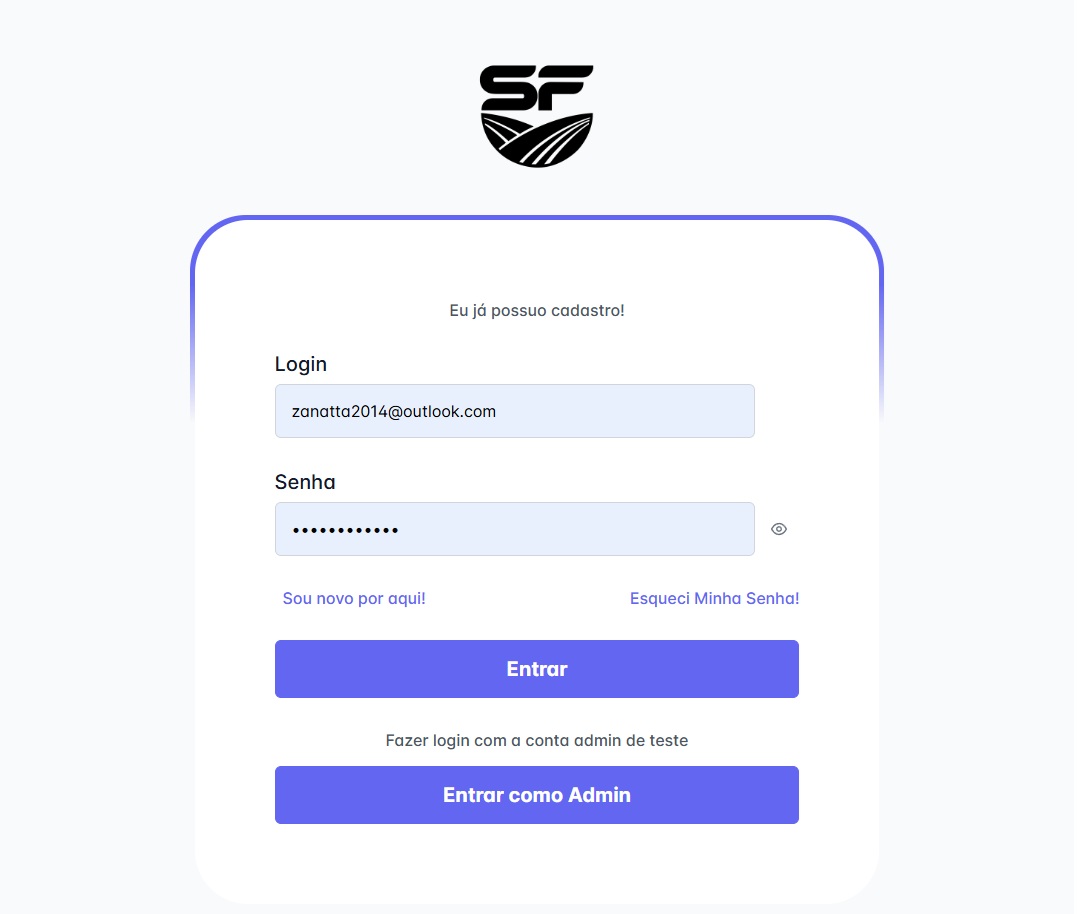 SF
Eu já possuo cadastro!
Login
zanatta2014@outlook.com
Senha
••••••••••••
Sou novo por aqui!
Esqueci Minha Senha!
Entrar
Fazer login com a conta admin de teste
Entrar como Admin